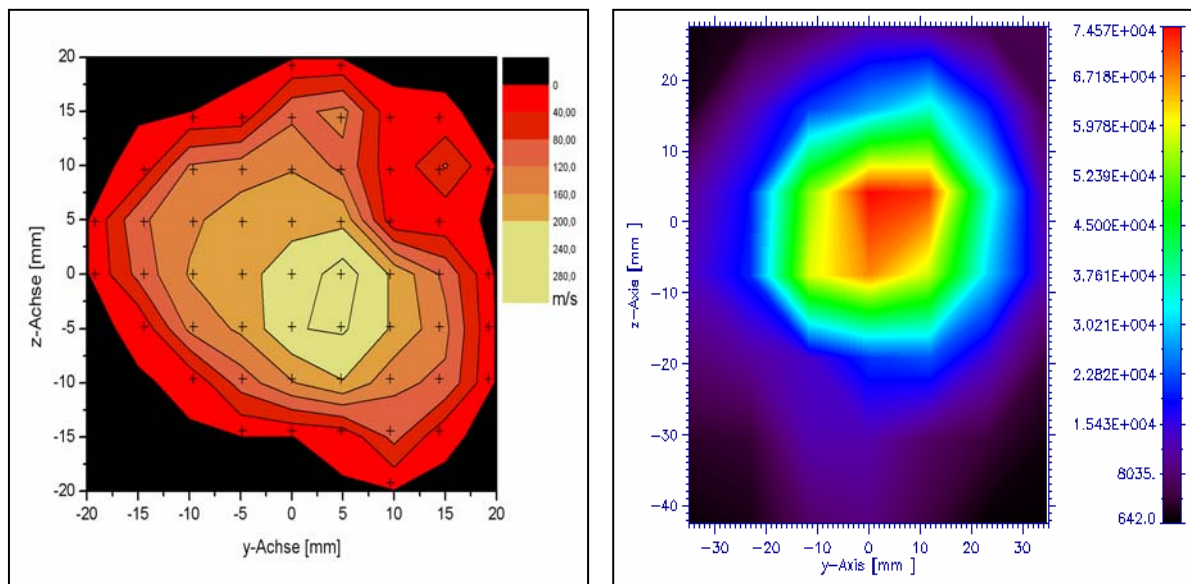 20
15
10
5
0
-5
-10
-15
-20
-20 -15 -10 -5 0 5 10 15 20
z-Achse [mm]
y-Achse [mm]
0
40,00
80,00
120,0
160,0
200,0
240,0
280,0
m/s
20
10
0
−10
−20
−30
−40
−30 −20 −10 0 10 20 30
z-Axis [mm]
y-Axis [mm]
7.457E+004
6.718E+004
5.978E+004
5.239E+004
4.500E+004
3.761E+004
3.021E+004
2.282E+004
1.543E+004
8035.
642.0